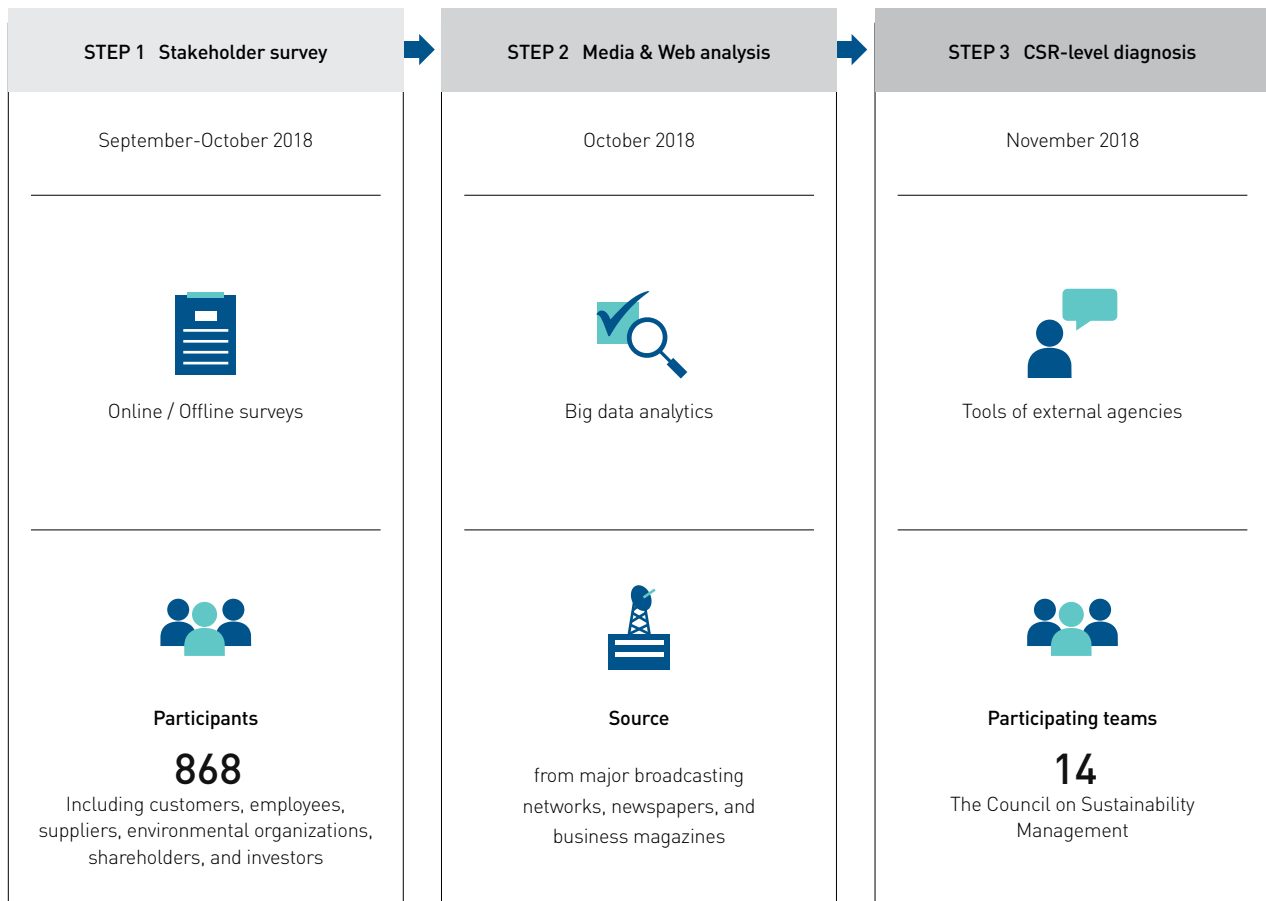 STEP 1 Stakeholder survey
September-October 2018
Online / Offline surveys
Participants
868
Including customers, employees,
suppliers, environmental organizations,
shareholders, and investors
STEP 2 Media & Web analysis
October 2018
Big data analytics
Source
from major broadcasting
networks, newspapers, and
business magazines
STEP 3 CSR-level diagnosis
November 2018
Tools of external agencies
Participating teams
14
The Council on Sustainability
Management